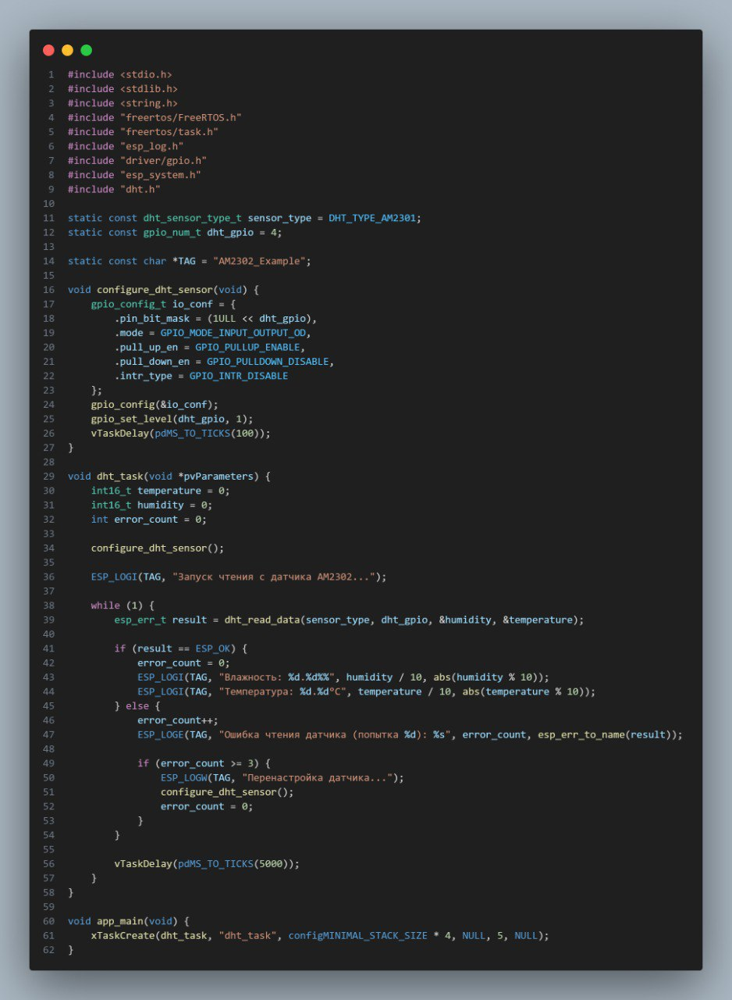 1 #include <stdio.h>
2 #include <stdlib.h>
3 #include <string.h>
4 #include "freertos/FreeRTOS.h"
5 #include "freertos/task.h"
6 #include "esp_log.h"
7 #include "driver/gpio.h"
8 #include "esp_system.h"
9 #include "dht.h"
10
11 static const dht_sensor_type_t sensor_type = DHT_TYPE_AM2301;
12 static const gpio_num_t dht_gpio = 4;
13
14 static const char *TAG = "AM2302_Example";
15
16 void configure_dht_sensor(void) {
17     gpio_config_t io_conf = {
18         .pin_bit_mask = (1ULL << dht_gpio),
19         .mode = GPIO_MODE_INPUT_OUTPUT_OD,
20         .pull_up_en = GPIO_PULLUP_ENABLE,
21         .pull_down_en = GPIO_PULLDOWN_DISABLE,
22         .intr_type = GPIO_INTR_DISABLE
23     };
24     gpio_config(&io_conf);
25     gpio_set_level(dht_gpio, 1);
26     vTaskDelay(pdMS_TO_TICKS(100));
27 }
28
29 void dht_task(void *pvParameters) {
30     int16_t temperature = 0;
31     int16_t humidity = 0;
32     int error_count = 0;
33
34     configure_dht_sensor();
35
36     ESP_LOGI(TAG, "Запуск чтения с датчика AM2302...");
37
38     while (1) {
39         esp_err_t result = dht_read_data(sensor_type, dht_gpio, &humidity, &temperature);
40
41         if (result == ESP_OK) {
42             error_count = 0;
43             ESP_LOGI(TAG, "Влажность: %d.%d%%", humidity / 10, abs(humidity % 10));
44             ESP_LOGI(TAG, "Температура: %d.%d°C", temperature / 10, abs(temperature % 10));
45         } else {
46             error_count++;
47             ESP_LOGE(TAG, "Ошибка чтения датчика (попытка %d): %s", error_count, esp_err_to_name(result));
48
49             if (error_count >= 3) {
50                 ESP_LOGW(TAG, "Перенастройка датчика...");
51                 configure_dht_sensor();
52                 error_count = 0;
53             }
54         }
55
56         vTaskDelay(pdMS_TO_TICKS(5000));
57     }
58 }
59
60 void app_main(void) {
61     xTaskCreate(dht_task, "dht_task", configMINIMAL_STACK_SIZE * 4, NULL, 5, NULL);
62 }